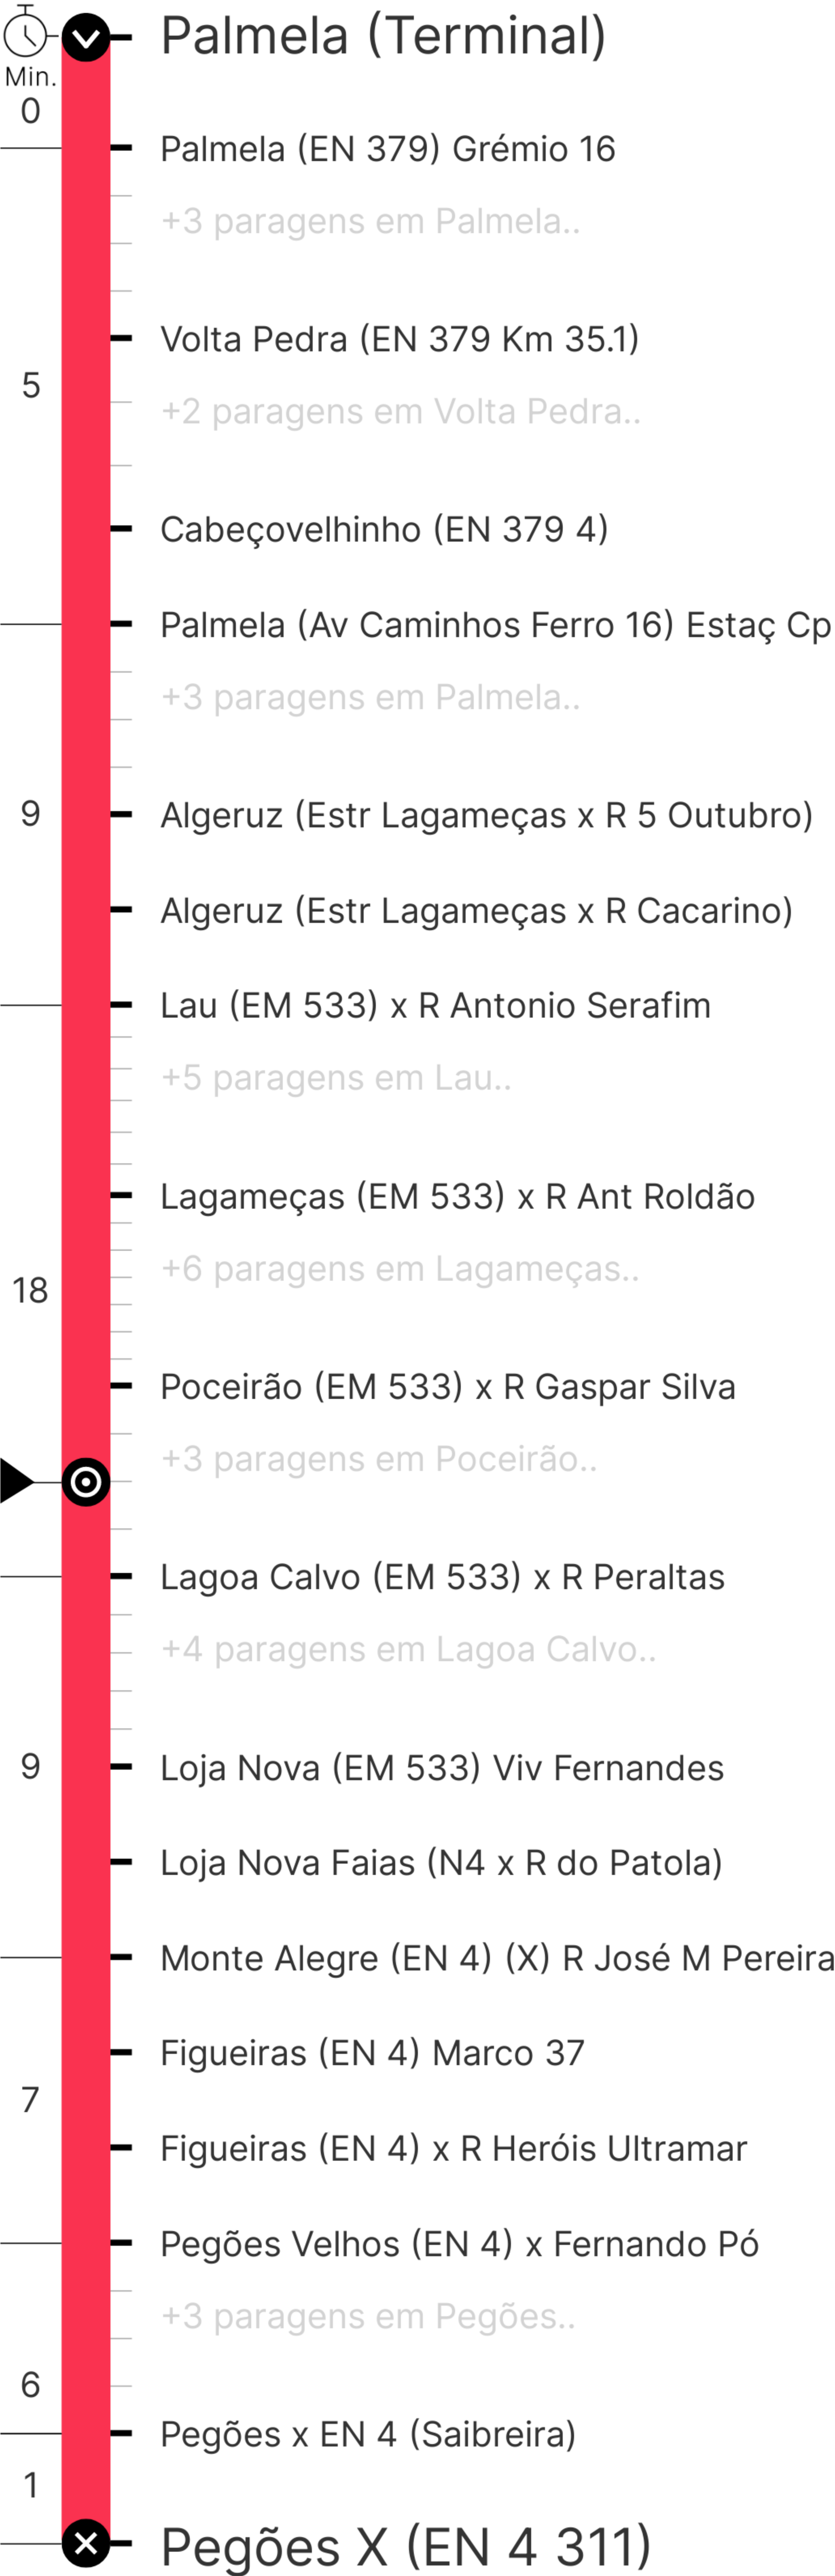 Palmela (Terminal)
Min.
0
Palmela (EN 379) Grémio 16
+3 paragens em Palmela..
Volta Pedra (EN 379 Km 35.1)
5
+2 paragens em Volta Pedra..
Cabeçovelhinho (EN 379 4)
Palmela (Av Caminhos Ferro 16) Estaç Cp
+3 paragens em Palmela..
9
Algeruz (Estr Lagameças x R 5 Outubro)
Algeruz (Estr Lagameças x R Cacarino)
Lau (EM 533) x R Antonio Serafim
+5 paragens em Lau..
Lagameças (EM 533) x R Ant Roldão
+6 paragens em Lagameças..
18
Poceirão (EM 533) x R Gaspar Silva
+3 paragens em Poceirão..
Lagoa Calvo (EM 533) x R Peraltas
+4 paragens em Lagoa Calvo..
9
Loja Nova (EM 533) Viv Fernandes
Loja Nova Faias (N4 x R do Patola)
Monte Alegre (EN 4) (X) R José M Pereira
Figueiras (EN 4) Marco 37
7
Figueiras (EN 4) x R Heróis Ultramar
Pegões Velhos (EN 4) x Fernando Pó
+3 paragens em Pegões..
6
Pegões x EN 4 (Saibreira)
1
Pegões X (EN 4 311)